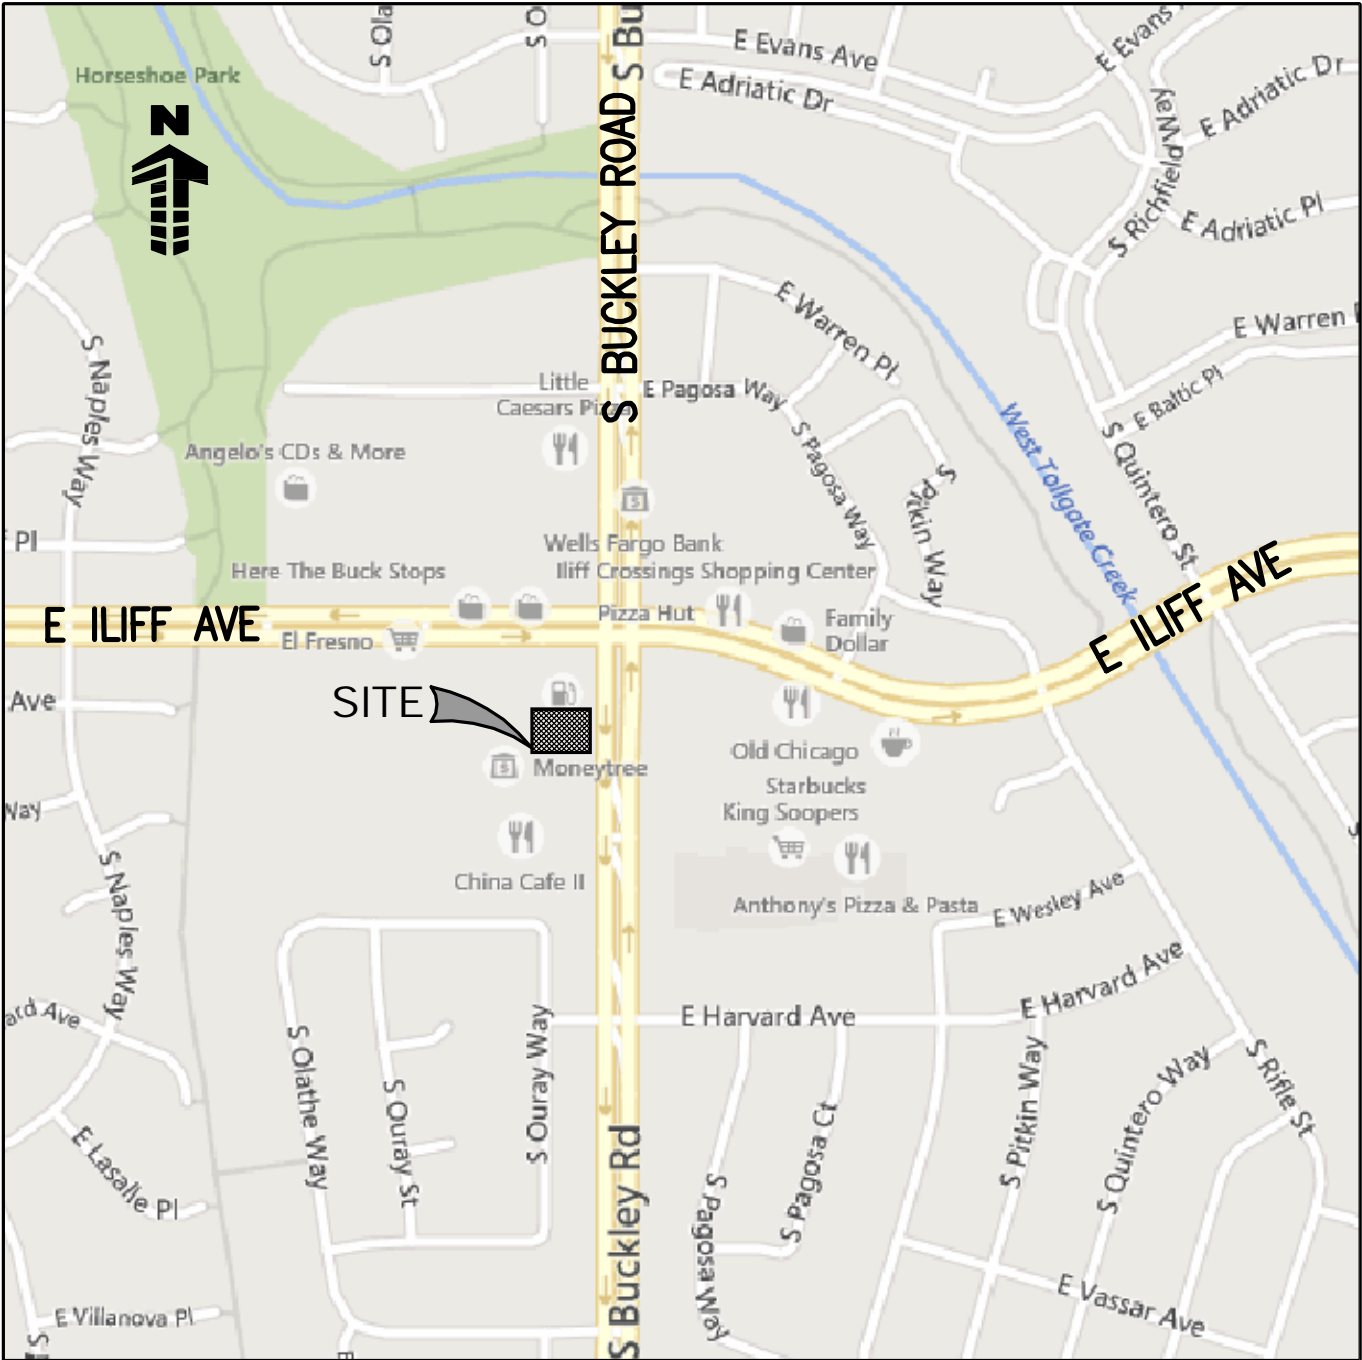 S Ola
S O
S Bu
E Evans Ave
E Evans
E Adriatic Dr
E Adriatic Dr
Horseshoe Park
N
S BUCKLEY ROAD
S Richfield Way
E Adriatic Pl
E Warren Pl
E Warren
S Naples Way
Little
Caesars Pizza
E Pagosa Way
E Baltic Pl
Angelo's CDs & More
S Pagosa Way
S Pitkin Way
West Tollgate Creek
S Quintero St
Pl
Wells Fargo Bank
Here The Buck Stops
Iliff Crossings Shopping Center
E ILIFF AVE
Pizza Hut
Family
Dollar
El Fresno
E ILIFF AVE
SITE
Ave
Old Chicago
Moneytree
Starbucks
King Soopers
Way
China Cafe II
Anthony's Pizza & Pasta
E Wesley Ave
S Naples Way
ard Ave
E Harvard Ave
E Harvard Ave
S Olathe Way
S Ouray St
S Ouray Way
S Pagosa Way
S Pagosa Ct
S Pitkin Way
S Quintero Way
S Rifle St
E Lasalle Pl
S Buckley Rd
E Vassar Ave
E Villanova Pl
S